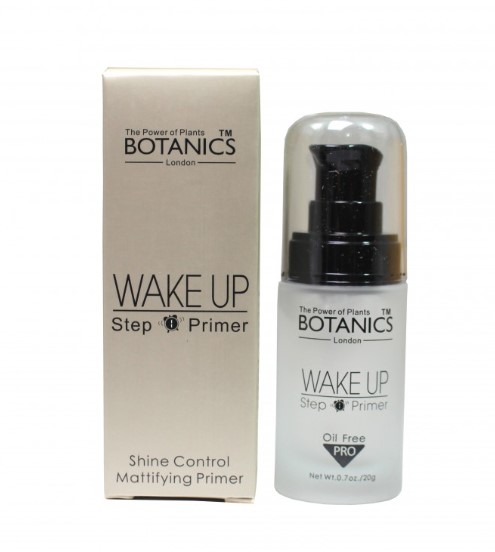 The Power of Plants TM
BOTANICS
London
WAKE UP
Step Primer
Shine Control
Mattifying Primer
The Power of Plants TM
BOTANICS
London
WAKE UP
Step Primer
Oil Free
PRO
Net Wt.0.7oz./20g